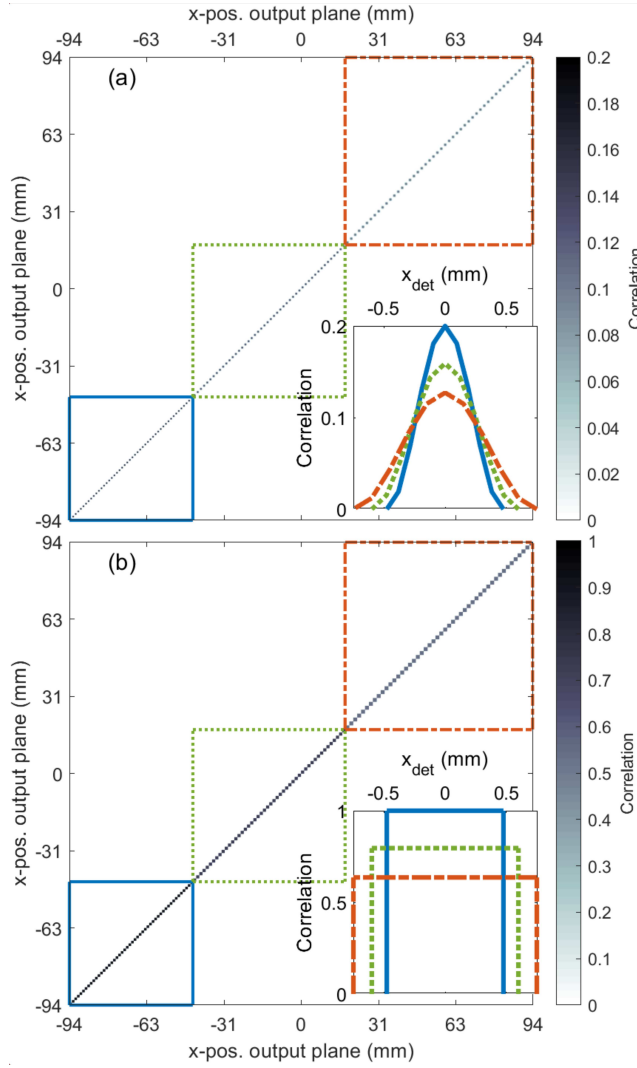 x-pos. output plane (mm)
-94 -63 -31 0 31 63 94
(a)
x-pos. output plane (mm)
94
63
31
0
-31
-63
-94
0.2
0.18
0.16
0.14
0.12
0.1
0.08
0.06
0.04
0.02
0
Correlation
x_det (mm)
-0.5 0 0.5
Correlation
0.2
0.1
0
(b)
x-pos. output plane (mm)
94
63
31
0
-31
-63
-94
1
0.9
0.8
0.7
0.6
0.5
0.4
0.3
0.2
0.1
0
Correlation
x_det (mm)
-0.5 0 0.5
Correlation
1
0.5
0
-94 -63 -31 0 31 63 94
x-pos. output plane (mm)